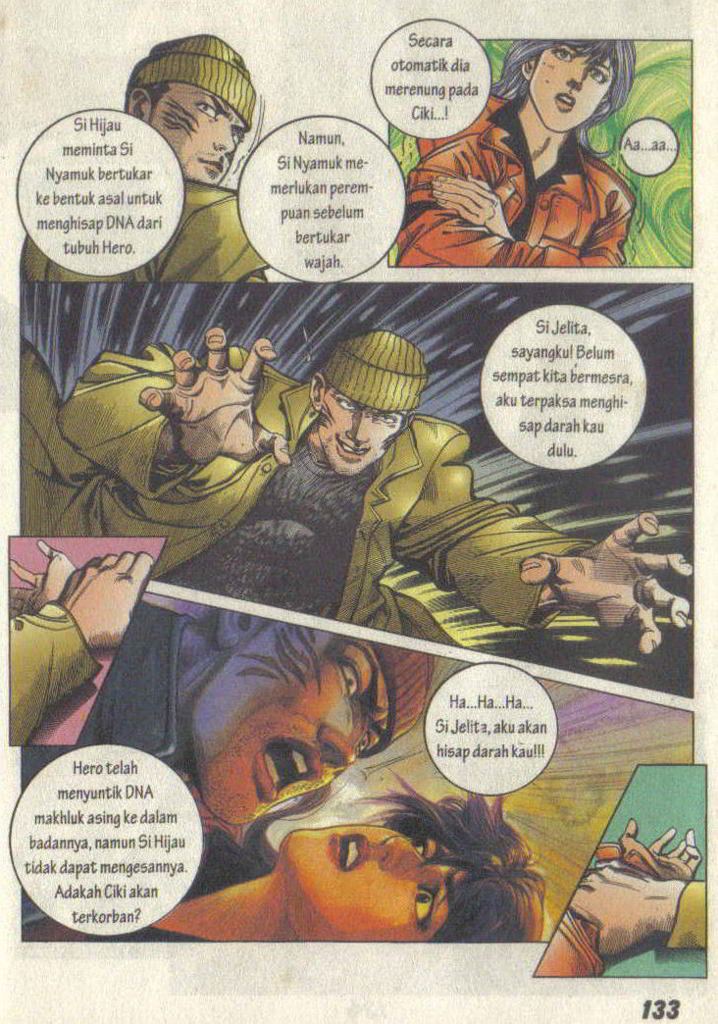 Si Hijau
meminta Si
Nyamuk bertukar
ke bentuk asal untuk
menghisap DNA dari
tubuh Hero.
Namun,
Si Nyamuk me-
merlukan perem-
puan sebelum
bertukar
wajah.
Secara
otomatik dia
merenung pada
Ciki...!
Aa...aa...
Si Jelita,
sayangku! Belum
sempat kita bermesra,
aku terpaksa menghi-
sap darah kau
dulu.
Ha...Ha...Ha...
Si Jelita, aku akan
hisap darah kau!!!
Hero telah
menyuntik DNA
makhluk asing ke dalam
badannya, namun Si Hijau
tidak dapat mengesannya.
Adakah Ciki akan
terkorban?
133